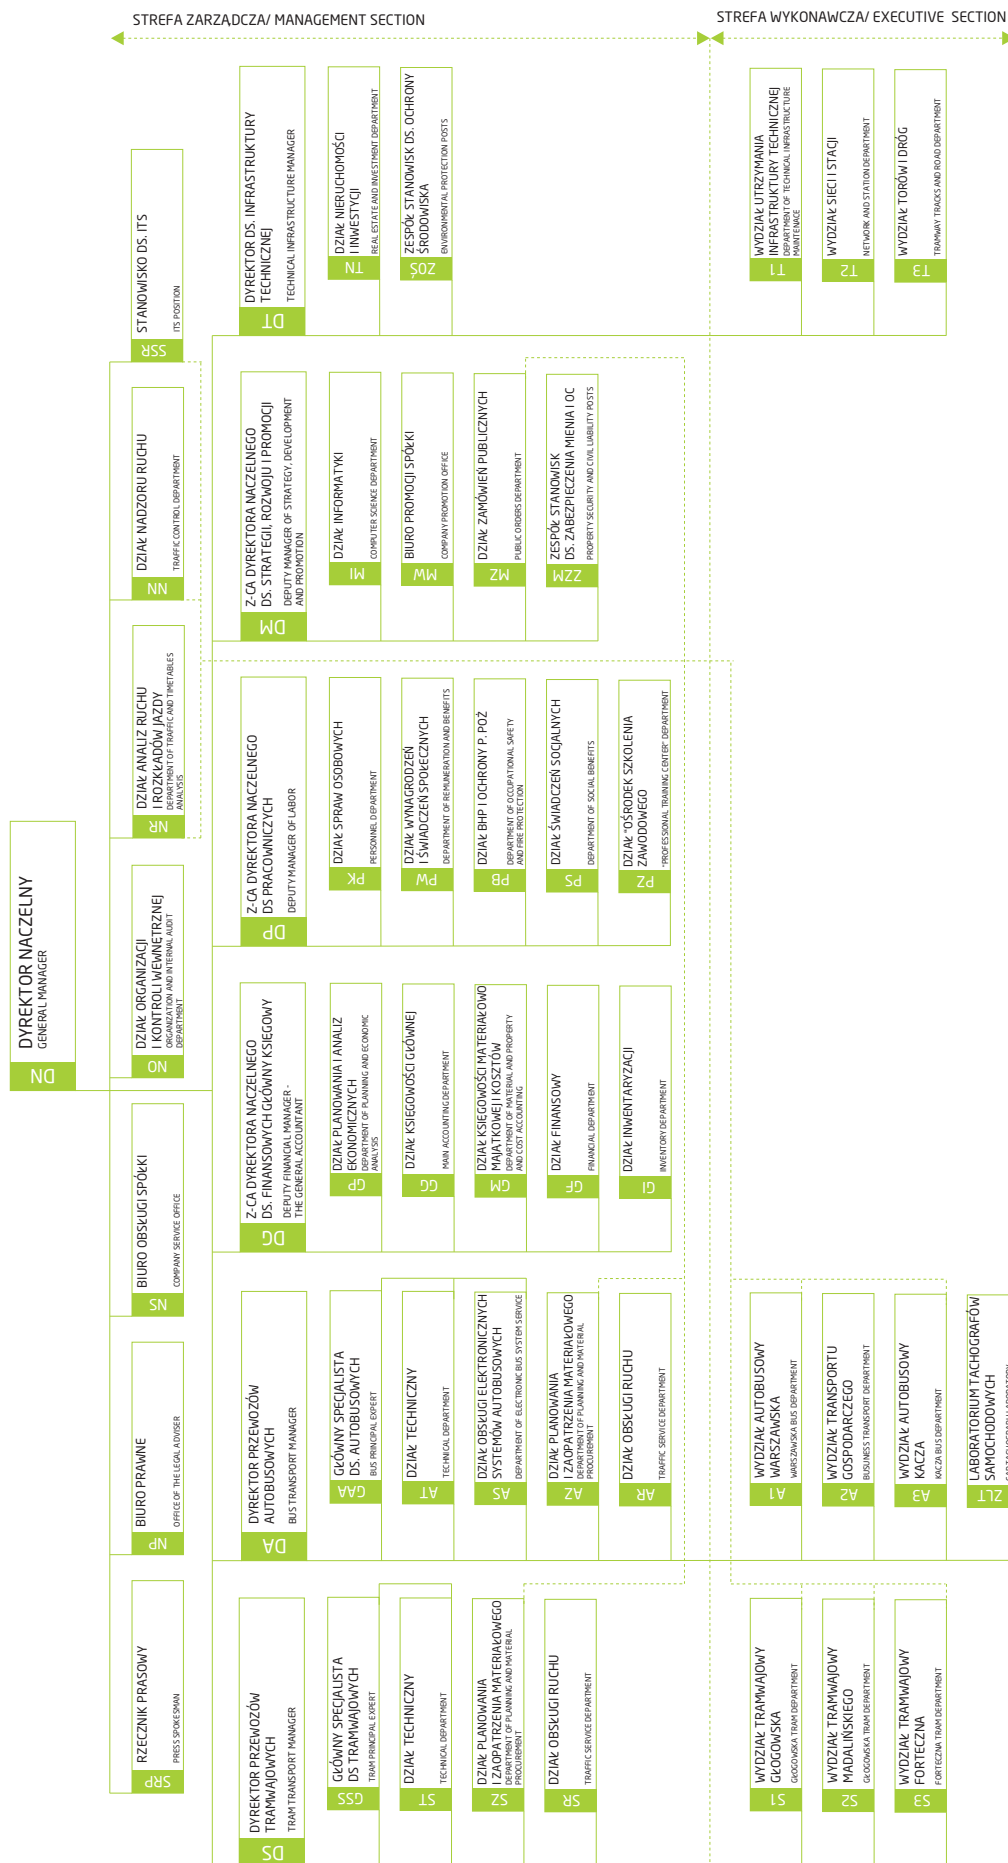 STREFA ZARZĄDCZA/ MANAGEMENT SECTION
STREFA WYKONAWCZA/ EXECUTIVE SECTION
DN
DYREKTOR NACZELNY
GENERAL MANAGER
SRP
RZECZNIK PRASOWY
PRESS SPOKESMAN
NP
BIURO PRAWNE
OFFICE OF THE LEGAL ADVISER
NS
BIURO OBSŁUGI SPÓŁKI
COMPANY SERVICE OFFICE
NO
DZIAŁ ORGANIZACJI
I KONTROLI WEWNĘTRZNEJ
ORGANIZATION AND INTERNAL AUDIT
DEPARTMENT
NR
DZIAŁ ANALIZ RUCHU
I ROZKŁADÓW JAZDY
DEPARTMENT OF TRAFFIC AND TIMETABLES
ANALYSIS
NN
DZIAŁ NADZORU RUCHU
TRAFFIC CONTROL DEPARTMENT
SSR
STANOWISKO DS. ITS
ITS POSITION
DS
DYREKTOR PRZEWOZÓW
TRAMWAJOWYCH
TRAM TRANSPORT MANAGER
GSS
GŁÓWNY SPECJALISTA
DS TRAMWAJOWYCH
TRAM PRINCIPAL EXPERT
ST
DZIAŁ TECHNICZNY
TECHNICAL DEPARTMENT
SZ
DZIAŁ PLANOWANIA
I ZAOPATRZENIA MATERIAŁOWEGO
DEPARTMENT OF PLANNING AND MATERIAL
PROCUREMENT
SR
DZIAŁ OBSŁUGI RUCHU
TRAFFIC SERVICE DEPARTMENT
S1
WYDZIAŁ TRAMWAJOWY
GŁOGOWSKA
GŁOGOWSKA TRAM DEPARTMENT
S2
WYDZIAŁ TRAMWAJOWY
MADALIŃSKIEGO
GŁOGOWSKA TRAM DEPARTMENT
S3
WYDZIAŁ TRAMWAJOWY
FORTECZNA
FORTECZNA TRAM DEPARTMENT
DA
DYREKTOR PRZEWOZÓW
AUTOBUSOWYCH
BUS TRANSPORT MANAGER
GAA
GŁÓWNY SPECJALISTA
DS. AUTOBUSOWYCH
BUS PRINCIPAL EXPERT
AT
DZIAŁ TECHNICZNY
TECHNICAL DEPARTMENT
AS
DZIAŁ OBSŁUGI ELEKTRONICZNYCH
SYSTEMÓW AUTOBUSOWYCH
DEPARTMENT OF ELECTRONIC BUS SYSTEM SERVICE
AZ
DZIAŁ PLANOWANIA
I ZAOPATRZENIA MATERIAŁOWEGO
DEPARTMENT OF PLANNING AND MATERIAL
PROCUREMENT
AR
DZIAŁ OBSŁUGI RUCHU
TRAFFIC SERVICE DEPARTMENT
A1
WYDZIAŁ AUTOBUSOWY
WARSZAWSKA
WARSZAWSKA BUS DEPARTMENT
A2
WYDZIAŁ TRANSPORTU
GOSPODARCZEGO
BUSUNESS TRANSPORT DEPARTMENT
A3
WYDZIAŁ AUTOBUSOWY
KACZA
KACZA BUS DEPARTMENT
ZLT
LABORATORIUM TACHOGRAFÓW
SAMOCHODOWYCH
DG
Z-CA DYREKTORA NACZELNEGO
DS. FINANSOWYCH GŁÓWNY KSIĘGOWY
DEPUTY FINANCIAL MANAGER -
THE GENERAL ACCOUNTANT
GP
DZIAŁ PLANOWANIA I ANALIZ
EKONOMICZNYCH
DEPARTMENT OF PLANNING AND ECONOMIC
ANALYSIS
GG
DZIAŁ KSIĘGOWOŚCI GŁÓWNEJ
MAIN ACCOUNTING DEPARTMENT
GM
DZIAŁ KSIĘGOWOŚCI MATERIAŁOWO
MAJĄTKOWEJ I KOSZTÓW
DEPARTMENT OF MATERIAL AND PROPERTY
AND COST ACCOUNTING
GF
DZIAŁ FINANSOWY
FINANCIAL DEPARTMENT
GI
DZIAŁ INWENTARYZACJI
INVENTORY DEPARTMENT
DP
Z-CA DYREKTORA NACZELNEGO
DS PRACOWNICZYCH
DEPUTY MANAGER OF LABOR
PK
DZIAŁ SPRAW OSOBOWYCH
PERSONNEL DEPARTMENT
PW
DZIAŁ WYNAGRODZEŃ
I ŚWIADCZEŃ SPOŁECZNYCH
DEPARTMENT OF REMUNERATION AND BENEFITS
PB
DZIAŁ BHP I OCHRONY P. POŻ
DEPARTMENT OF OCCUPATIONAL SAFETY
AND FIRE PROTECTION
PS
DZIAŁ ŚWIADCZEŃ SOCJALNYCH
DEPARTMENT OF SOCIAL BENEFITS
PZ
DZIAŁ "OŚRODEK SZKOLENIA
ZAWODOWEGO
"PROFESSIONAL TRAINING CENTER" DEPARTMENT
DM
Z-CA DYREKTORA NACZELNEGO
DS. STRATEGII, ROZWOJU I PROMOCJI
DEPUTY MANAGER OF STRATEGY, DEVELOPMENT
AND PROMOTION
MI
DZIAŁ INFORMATYKI
COMPUTER SCIENCE DEPARTMENT
MW
BIURO PROMOCJI SPÓŁKI
COMPANY PROMOTION OFFICE
MZ
DZIAŁ ZAMÓWIEŃ PUBLICZNYCH
PUBLIC ORDERS DEPARTMENT
MZZ
ZESPÓŁ STANOWISK
DS. ZABEZPIECZENIA MIENIA I OC
PROPERTY SECURITY AND CIVIL LIABILITY POSTS
DT
DYREKTOR DS. INFRASTRUKTURY
TECHNICZNEJ
TECHNICAL INFRASTRUCTURE MANAGER
TN
DZIAŁ NIERUCHOMOŚCI
I INWESTYCJI
REAL ESTATE AND INVESTMENT DEPARTMENT
ZOŚ
ZESPÓŁ STANOWISK DS. OCHRONY
ŚRODOWISKA
ENVIRONMENTAL PROTECTION POSTS
T1
WYDZIAŁ UTRZYMANIA
INFRASTRUKTURY TECHNICZNEJ
DEPARTMENT OF TECHNICAL INFRASTRUCTURE
MAINTENACE
T2
WYDZIAŁ SIECI I STACJI
NETWORK AND STATION DEPARTMENT
T3
WYDZIAŁ TORÓW I DRÓG
TRAMWAY TRACKS AND ROAD DEPARTMENT